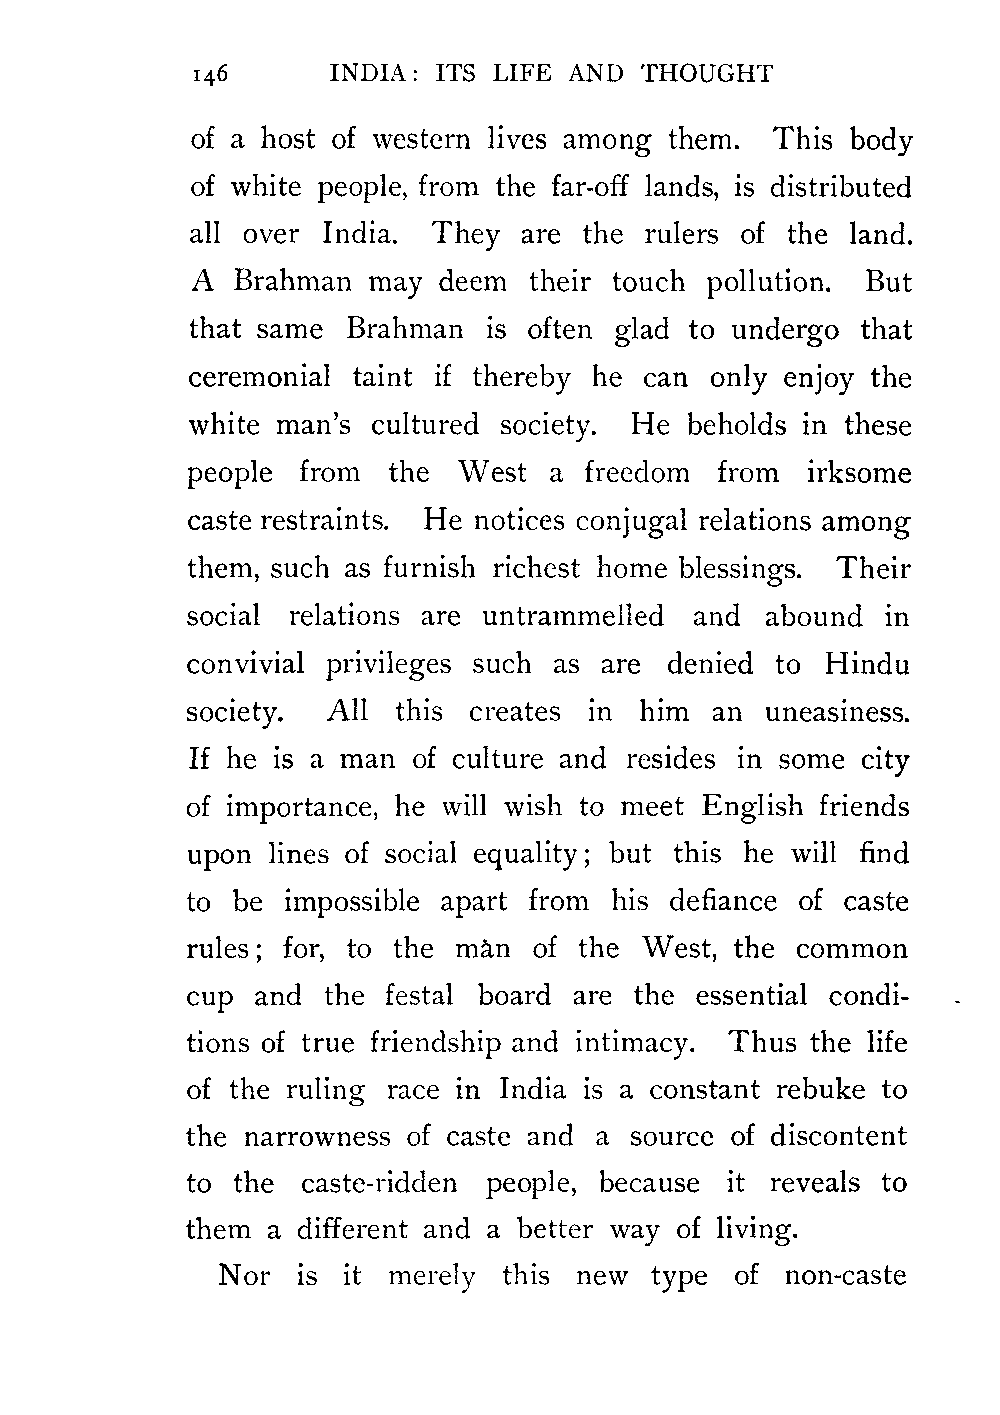 146 INDIA: ITS LIFE AND THOUGHT
of a host of western lives among them. This body
of white people, from the far-off lands, is distributed
all over India. They are the rulers of the land.
A Brahman may deem their touch pollution. But
that same Brahman is often glad to undergo that
ceremonial taint if thereby he can only enjoy the
white man's cultured society. He beholds in these
people from the West a freedom from irksome
caste restraints. He notices conjugal relations among
them, such as furnish richest home blessings. Their
social relations are untrammelled and abound in
convivial privileges such as are denied to Hindu
society. All this creates in him an uneasiness.
If he is a man of culture and resides in some city
of importance, he will wish to meet English friends
upon lines of social equality; but this he will find
to be impossible apart from his defiance of caste
rules; for, to the màn of the West, the common
cup and the festal board are the essential condi-
tions of true friendship and intimacy. Thus the life
of the ruling race in India is a constant rebuke to
the narrowness of caste and a source of discontent
to the caste-ridden people, because it reveals to
them a different and a better way of living.
Nor is it merely this new type of non-caste